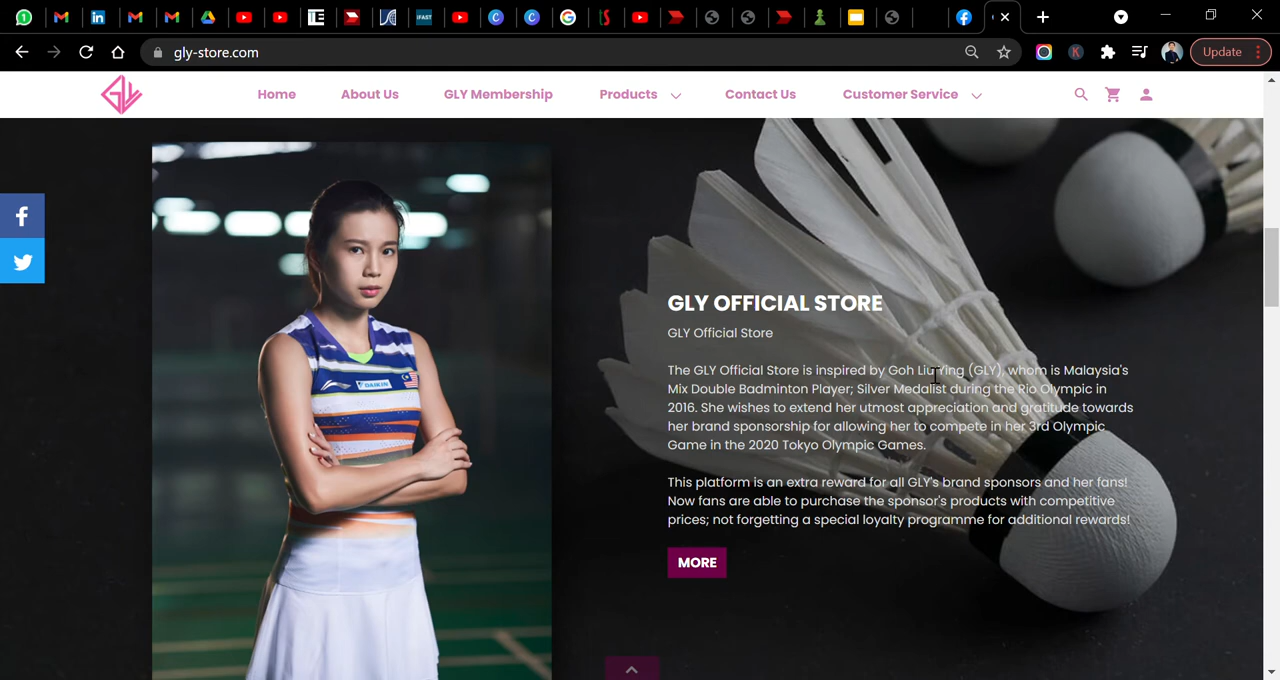 gly-store.com
Update
GLY
Home
About Us
GLY Membership
Products
Contact Us
Customer Service
GLY OFFICIAL STORE
GLY Official Store
The GLY Official Store is inspired by Goh LiuYing (GLY), whom is Malaysia's
Mix Double Badminton Player; Silver Medalist during the Rio Olympic in
2016. She wishes to extend her utmost appreciation and gratitude towards
her brand sponsorship for allowing her to compete in her 3rd Olympic
Game in the 2020 Tokyo Olympic Games.
This platform is an extra reward for all GLY's brand sponsors and her fans!
Now fans are able to purchase the sponsor's products with competitive
prices; not forgetting a special loyalty programme for additional rewards!
MORE
DAIKIN